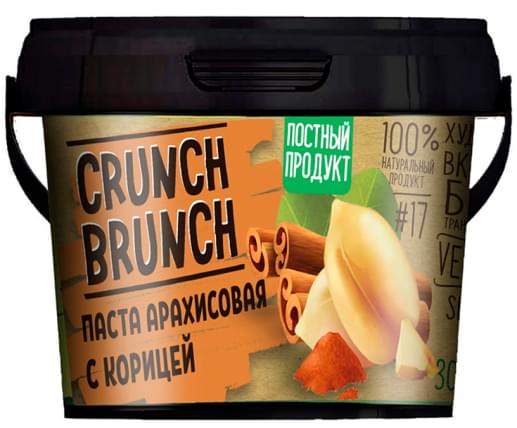 CRUNCH
BRUNCH
ПАСТА АРАХИСОВАЯ
С КОРИЦЕЙ
ПОСТНЫЙ
ПРОДУКТ
100%
НАТУРАЛЬНЫЙ
ПРОДУКТ
#17